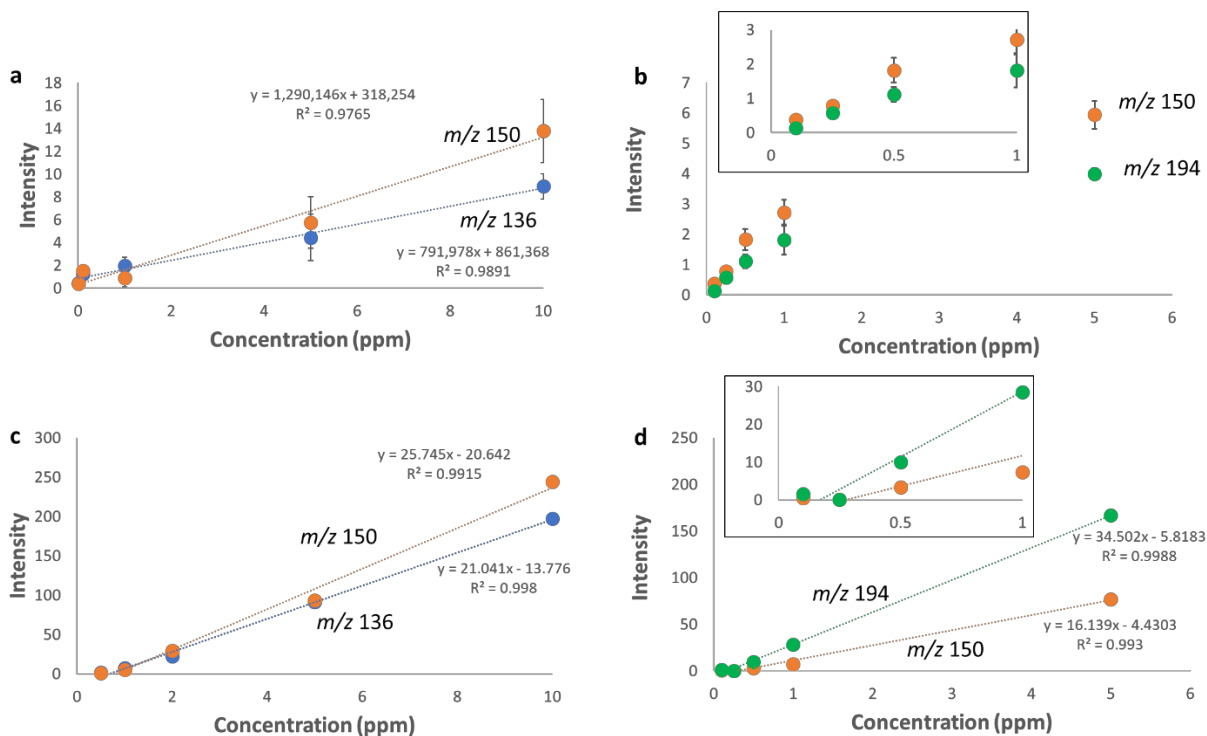 a
y = 1,290,146x + 318,254
R² = 0.9765
18
16
14
12
10
8
6
4
2
0
Intensity
m/z 150
m/z 136
y = 791,978x + 861,368
R² = 0.9891
0 2 4 6 8 10
Concentration (ppm)
b
3
2
1
0
0 0.5 1
7
6
5
4
3
2
1
0
Intensity
m/z 150
m/z 194
0 1 2 3 4 5 6
Concentration (ppm)
c
300
250
200
150
100
50
0
Intensity
y = 25.745x - 20.642
R² = 0.9915
m/z 150
y = 21.041x - 13.776
R² = 0.998
m/z 136
0 2 4 6 8 10
Concentration (ppm)
d
30
20
10
0
0 0.5 1
250
200
150
100
50
0
Intensity
y = 34.502x - 5.8183
R² = 0.9988
m/z 194
y = 16.139x - 4.4303
R² = 0.993
m/z 150
0 1 2 3 4 5 6
Concentration (ppm)